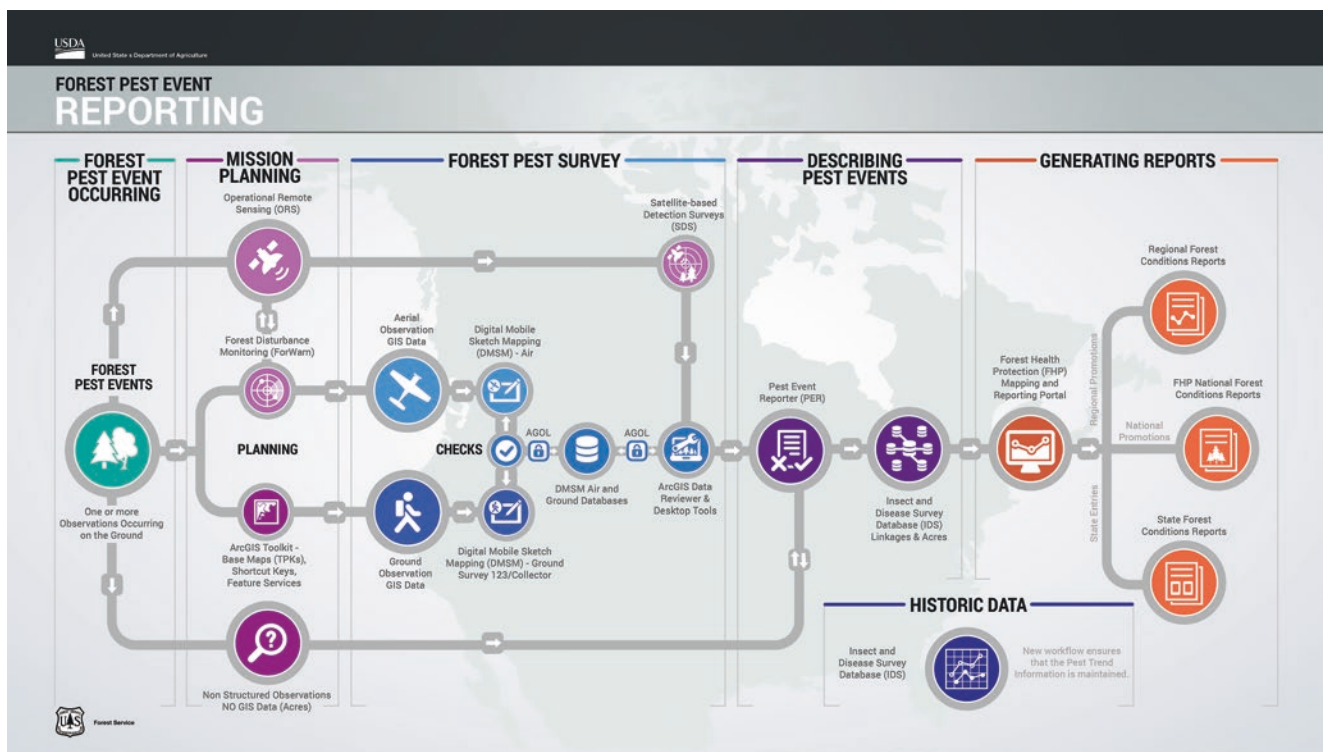 USDA
United State s Department of Agriculture
FOREST PEST EVENT
REPORTING
FOREST
PEST EVENT
OCCURRING
MISSION
PLANNING
FOREST PEST SURVEY
DESCRIBING
PEST EVENTS
GENERATING REPORTS
Operational Remote
Sensing (ORS)
Satellite-based
Detection Surveys
(SDS)
Regional Forest
Conditions Reports
Forest Disturbance
Monitoring (ForWarn)
Aerial
Observation
GIS Data
Digital Mobile
Sketch Mapping
(DMSM) - Air
FOREST
PEST EVENTS
Pest Event
Reporter (PER)
Forest Health
Protection (FHP)
Mapping and
Reporting Portal
Regional Promotions
FHP National Forest
Conditions Reports
PLANNING
CHECKS
AGOL
AGOL
National
Promotions
One or more
Observations Occurring
on the Ground
ArcGIS Toolkit -
Base Maps (TPKs),
Shortcut Keys,
Feature Services
Ground
Observation
GIS Data
Digital Mobile Sketch
Mapping (DMSM) - Ground
Survey 123/Collector
DMSM Air and
Ground Databases
ArcGIS Data
Reviewer &
Desktop Tools
Insect and
Disease Survey
Database (IDS)
Linkages & Acres
State Entries
State Forest
Conditions Reports
Non Structured Observations
NO GIS Data (Acres)
HISTORIC DATA
Insect and
Disease Survey
Database (IDS)
New workflow ensures
that the Pest Trend
Information is maintained.
U S
Forest Service